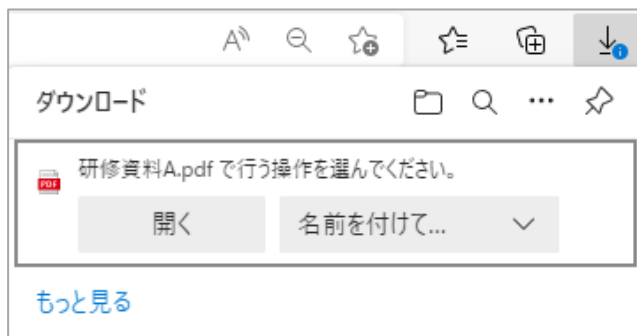 ダウンロード
研修資料A.pdf で行う操作を選んでください。
PDF
開く
名前を付けて...
もっと見る